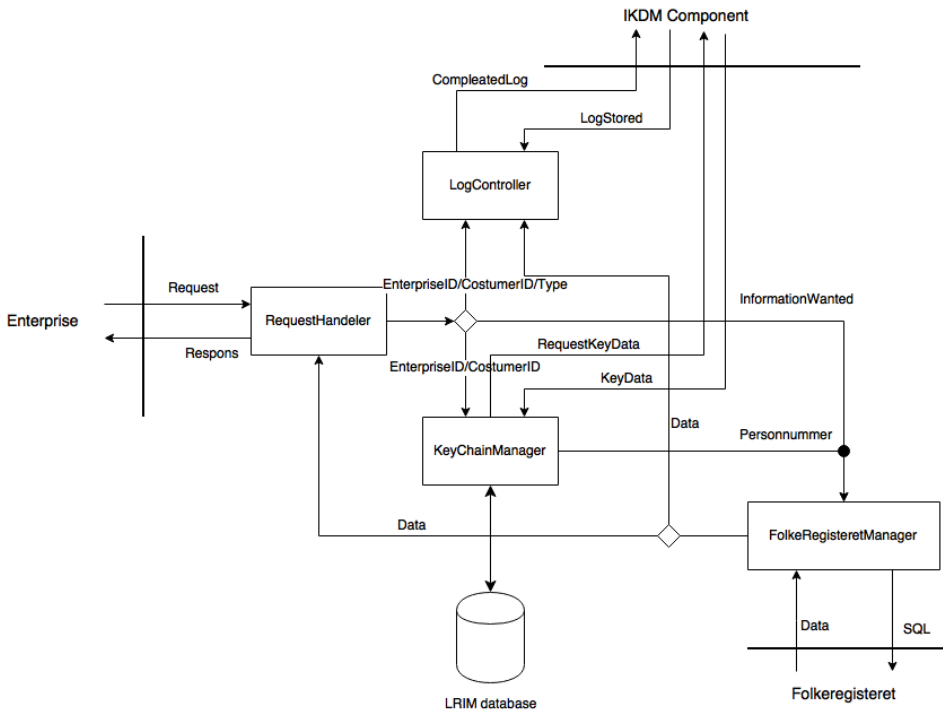 IKDM Component
CompleatedLog
LogStored
LogController
EnterpriseID/CostumerID/Type
Request
InformationWanted
Enterprise
RequestHandeler
Respons
RequestKeyData
EnterpriseID/CostumerID
KeyData
Data
Personnummer
KeyChainManager
Data
FolkeRegisteretManager
Data
SQL
Folkeregisteret
LRIM database